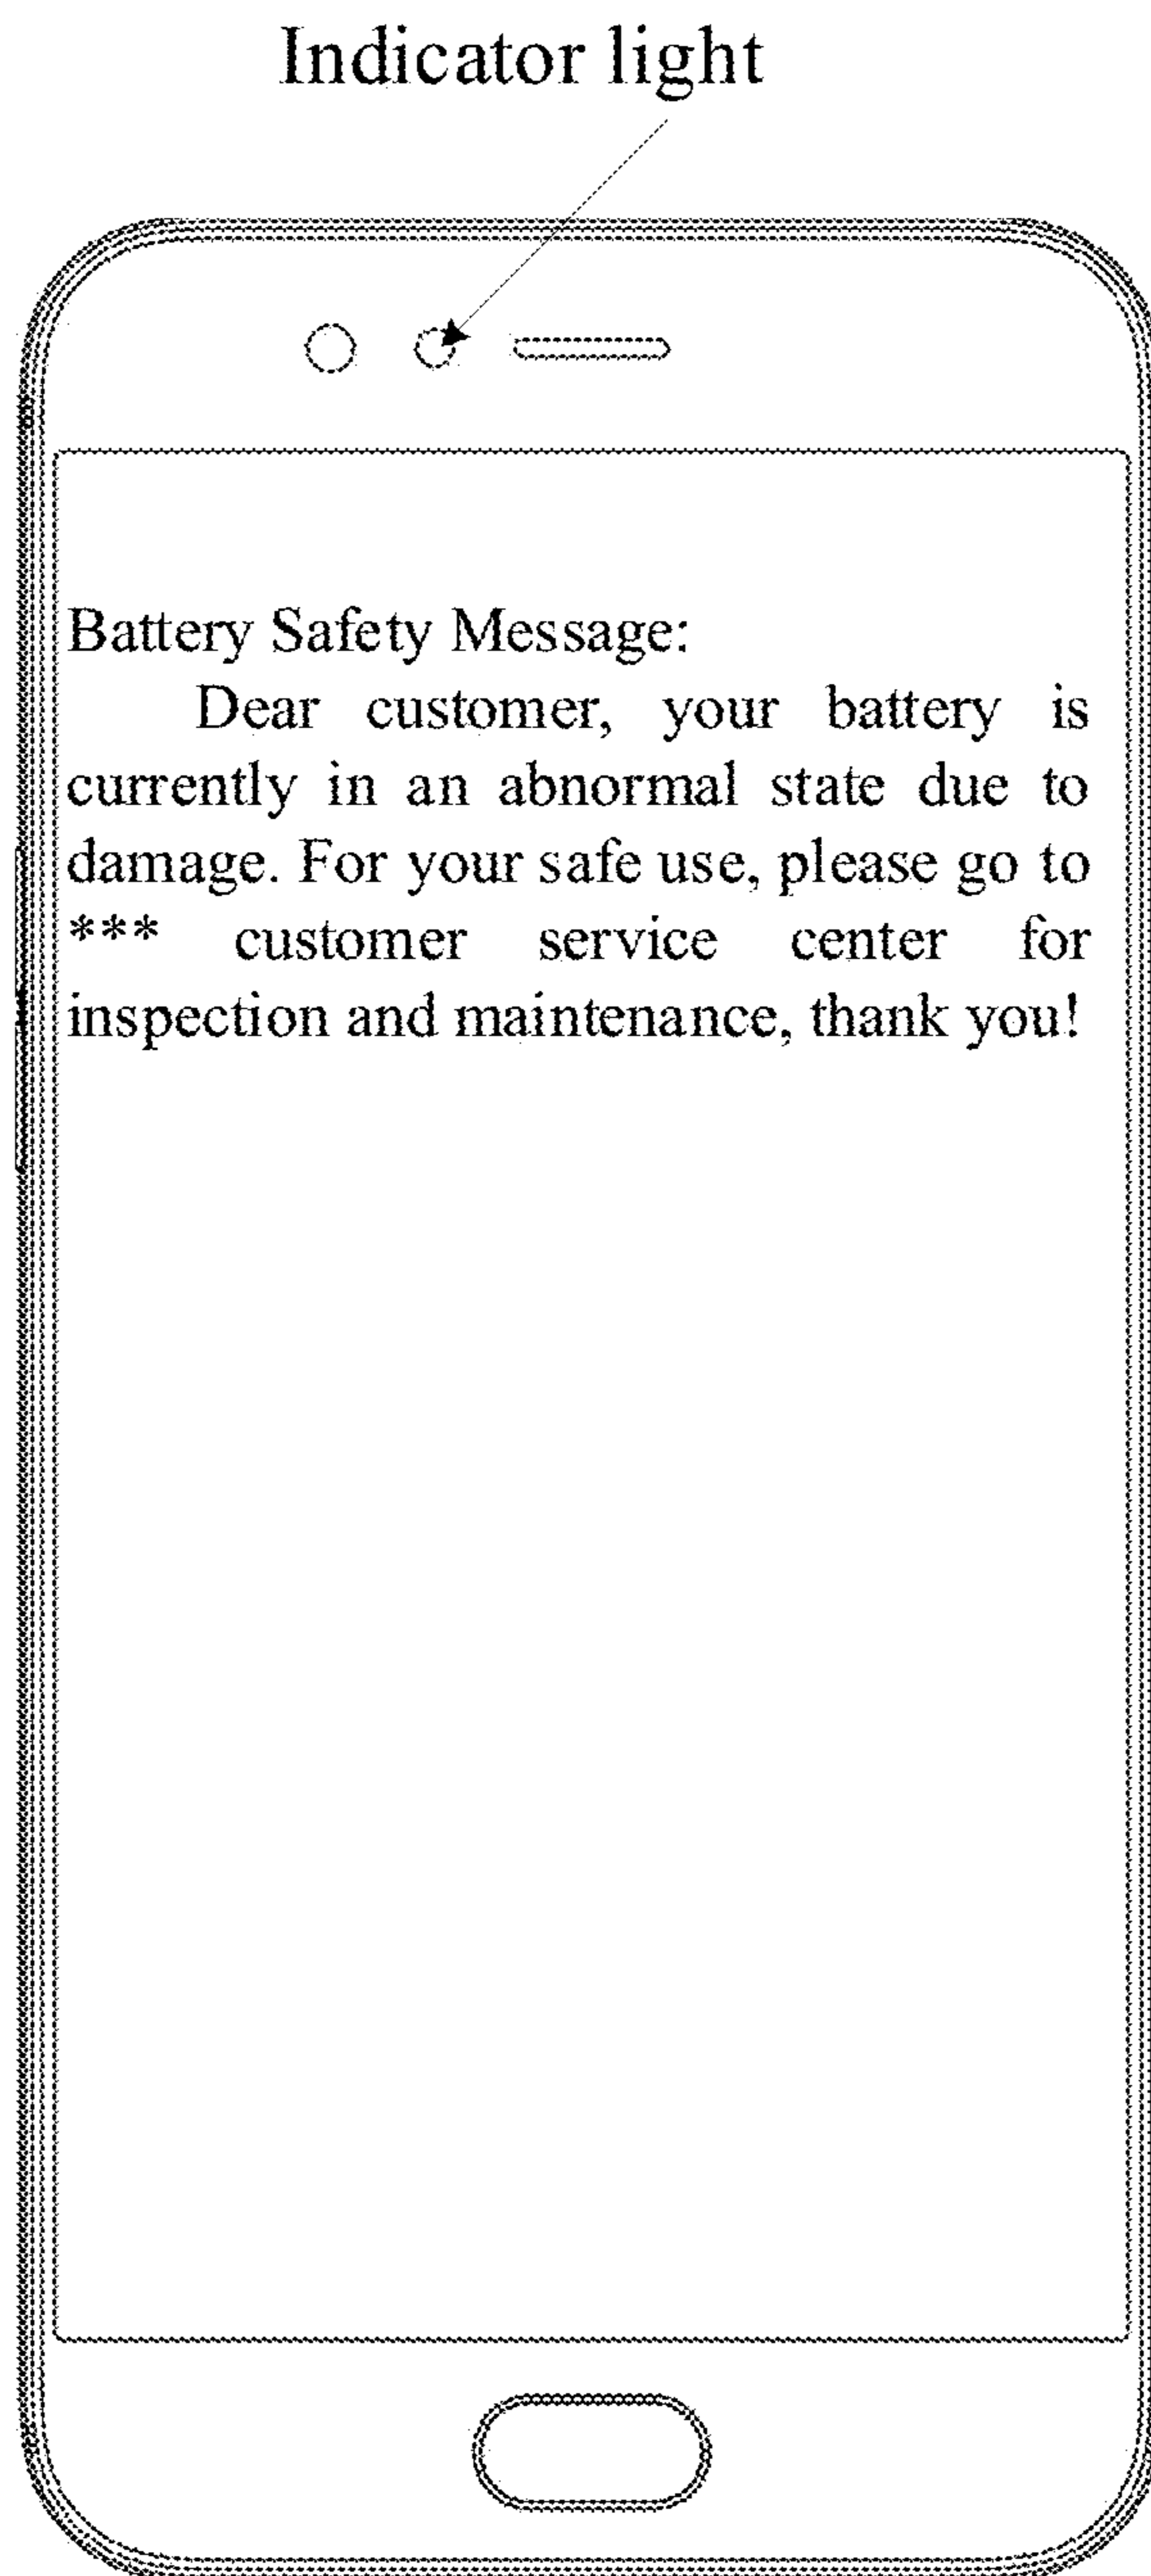 Indicator light
Battery Safety Message:
Dear customer, your battery is
currently in an abnormal state due to
damage. For your safe use, please go to
*** customer service center for
inspection and maintenance, thank you!